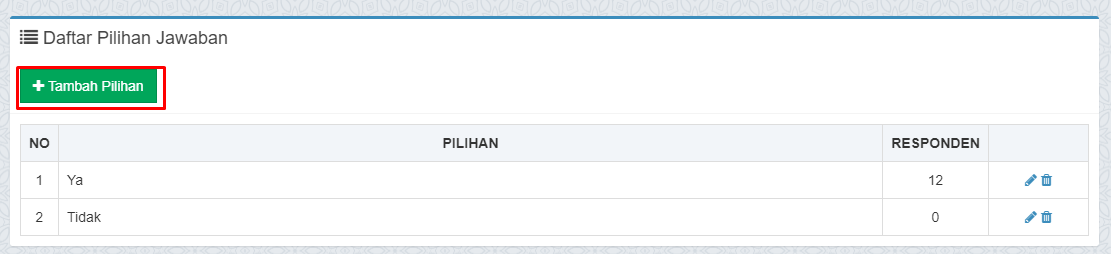 Daftar Pilihan Jawaban
Tambah Pilihan
NO PILIHAN RESPONDEN
1 Ya 12
2 Tidak 0